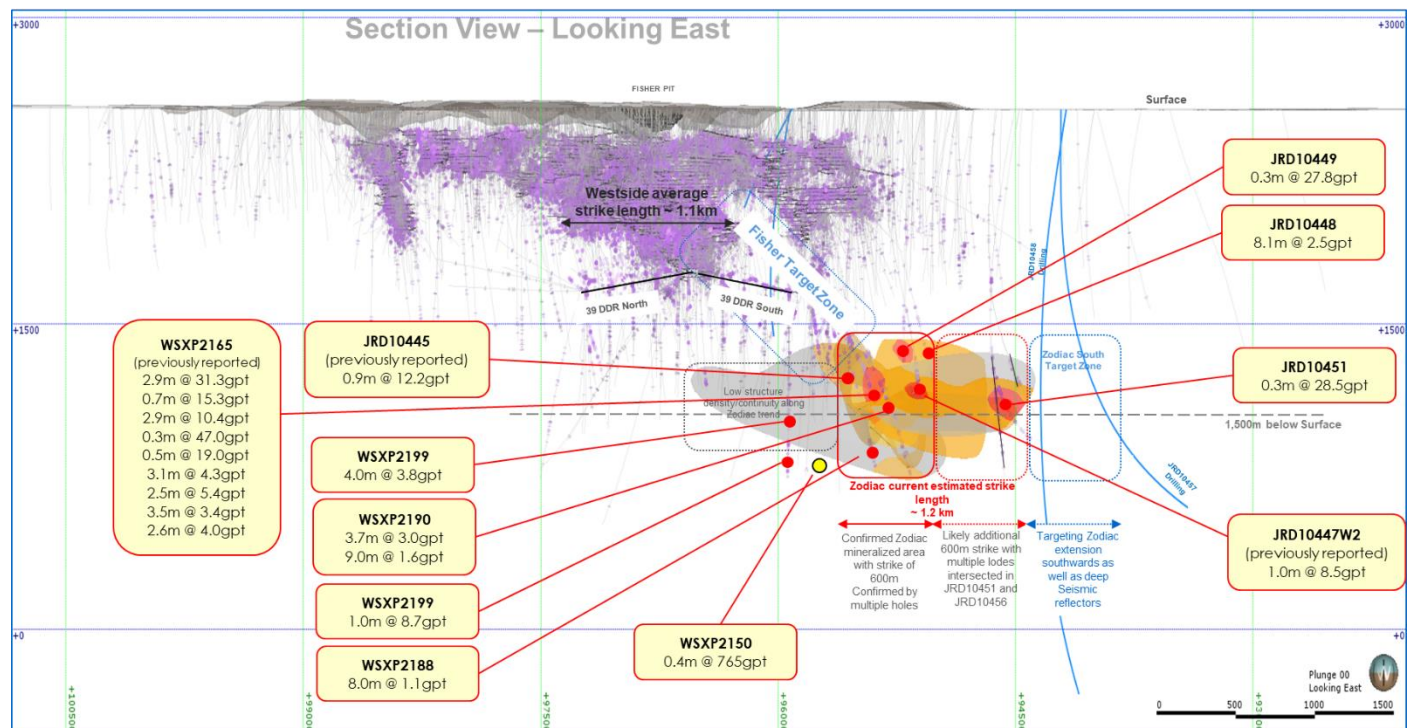 Section View – Looking East
+3000
+3000
FISHER PIT
Surface
Westside average
strike length ~ 1.1km
Fisher Target Zone
39 DDR North
39 DDR South
JRD10458
Drilling
JRD10449
0.3m @ 27.8gpt
JRD10448
8.1m @ 2.5gpt
+1500
+1500
WSXP2165
(previously reported)
2.9m @ 31.3gpt
0.7m @ 15.3gpt
2.9m @ 10.4gpt
0.3m @ 47.0gpt
0.5m @ 19.0gpt
3.1m @ 4.3gpt
2.5m @ 5.4gpt
3.5m @ 3.4gpt
2.6m @ 4.0gpt
JRD10445
(previously reported)
0.9m @ 12.2gpt
Low structure
density/continuity along
Zodiac trend
Zodiac South
Target Zone
JRD10451
0.3m @ 28.5gpt
1,500m below Surface
WSXP2199
4.0m @ 3.8gpt
JRD10457
Drilling
Zodiac current estimated strike
length
~ 1.2 km
WSXP2190
3.7m @ 3.0gpt
9.0m @ 1.6gpt
Confirmed Zodiac
mineralized area
with strike of
600m
Confirmed by
multiple holes
Likely additional
600m strike with
multiple lodes
intersected in
JRD10451 and
JRD10456
Targeting Zodiac
extension
southwards as
well as deep
Seismic
reflectors
JRD10447W2
(previously reported)
1.0m @ 8.5gpt
WSXP2199
1.0m @ 8.7gpt
WSXP2150
0.4m @ 765gpt
WSXP2188
8.0m @ 1.1gpt
+0
+0
Plunge 00
Looking East
0 500 1000 1500
+100500
+99000
+97500
+96000
+94500